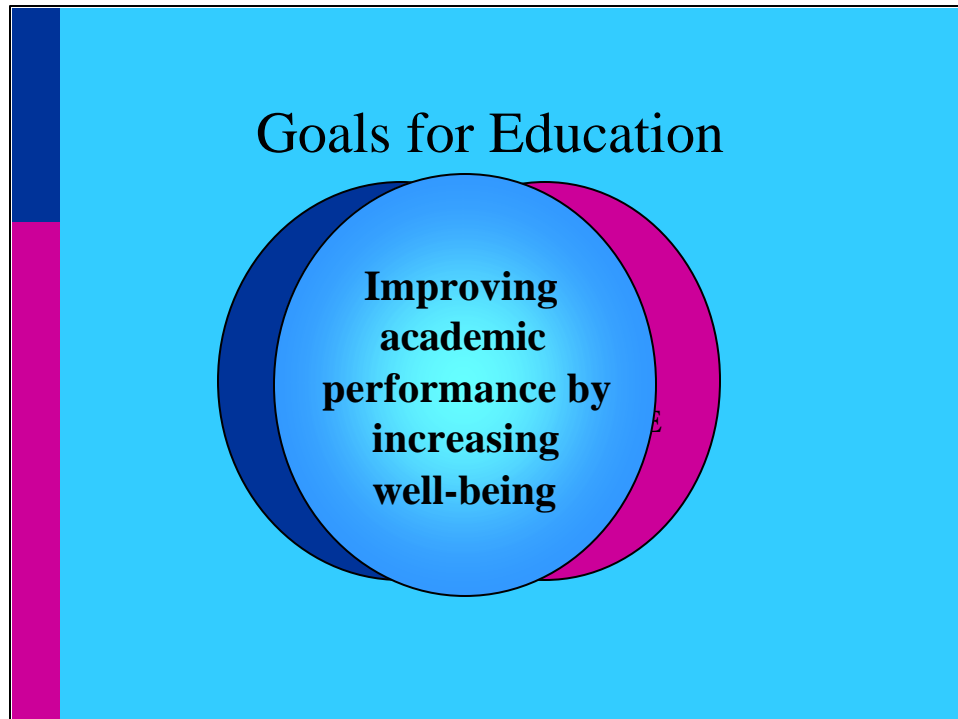 Goals for Education
Improving
academic
performance by
increasing
well-being
E